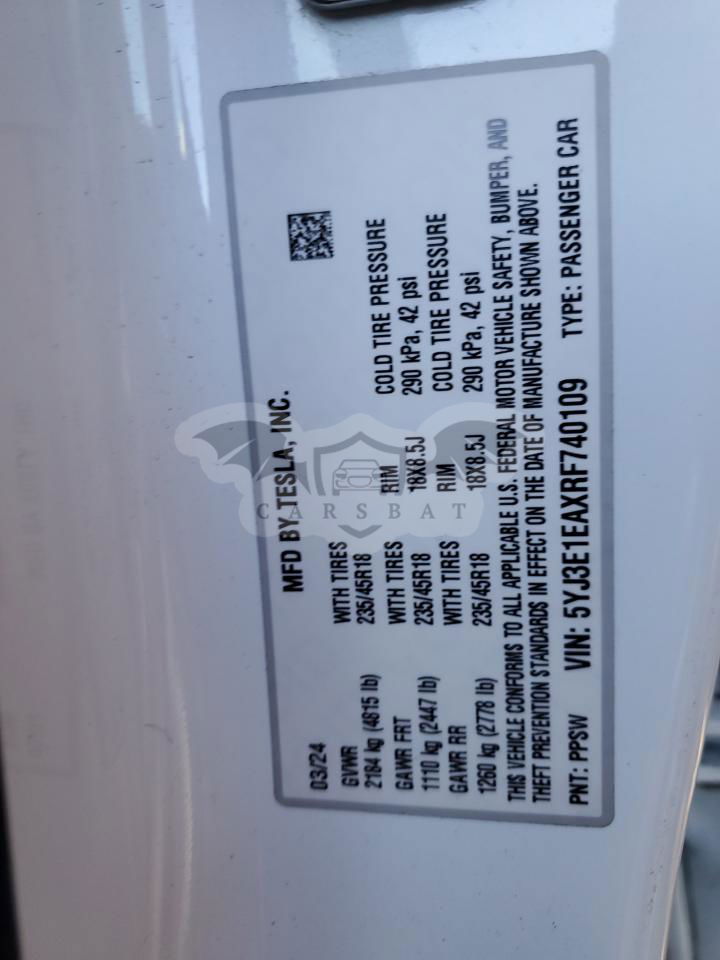 MFD BY TESLA, INC.
03/24
GVWR WITH TIRES RIM COLD TIRE PRESSURE
2184 kg (4815 lb) 235/45R18 18X8.5J 290 kPa, 42 psi
GAWR FRT WITH TIRES RIM COLD TIRE PRESSURE
1110 kg (2447 lb) 235/45R18 18X8.5J 290 kPa, 42 psi
GAWR RR WITH TIRES
1260 kg (2778 lb) 235/45R18
THIS VEHICLE CONFORMS TO ALL APPLICABLE U.S. FEDERAL MOTOR VEHICLE SAFETY, BUMPER, AND
THEFT PREVENTION STANDARDS IN EFFECT ON THE DATE OF MANUFACTURE SHOWN ABOVE.
PNT: PPSW VIN: 5YJ3E1EAXRF740109 TYPE: PASSENGER CAR
CARSBAT